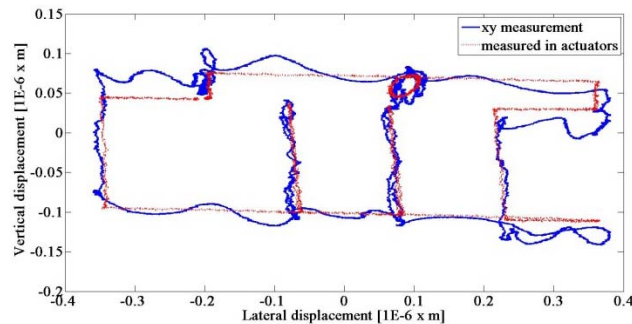 xy measurement
measured in actuators
Vertical displacement [1E-6 x m]
0.15
0.1
0.05
0
-0.05
-0.1
-0.15
-0.2
-0.4 -0.3 -0.2 -0.1 0 0.1 0.2 0.3 0.4
Lateral displacement [1E-6 x m]